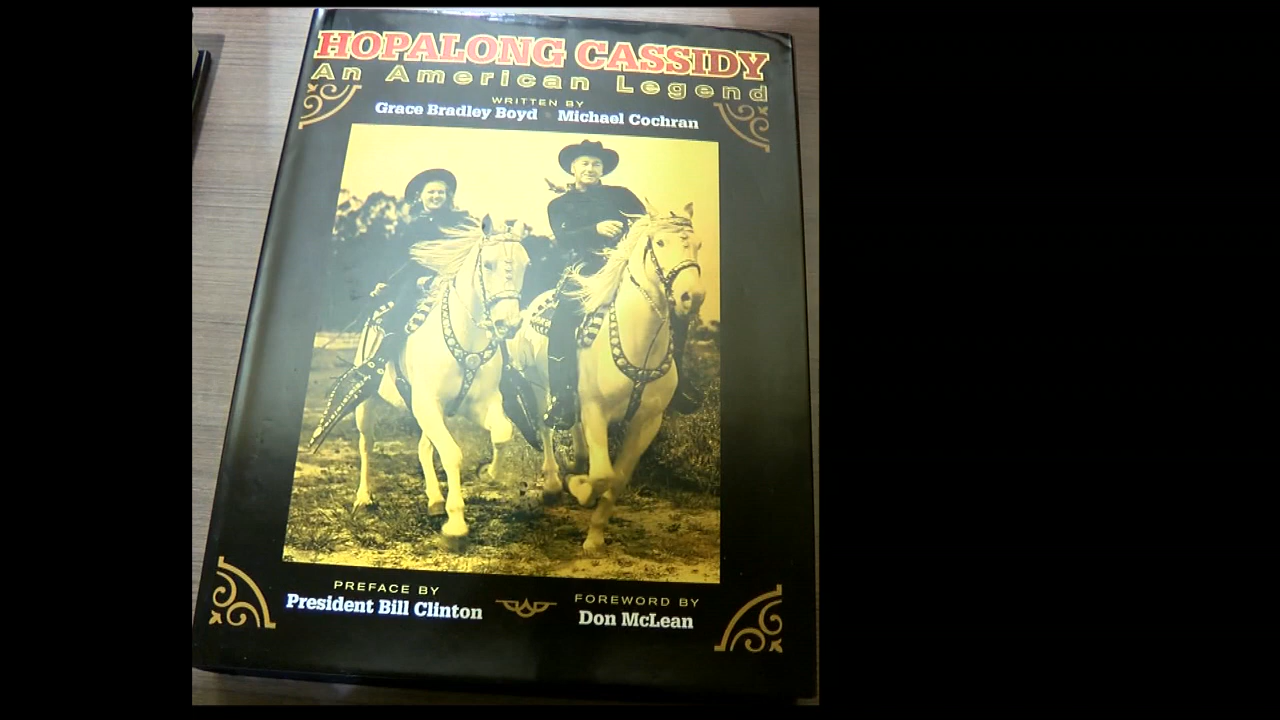 HOPALONG CASSIDY
An American Legend
WRITTEN BY
Grace Bradley Boyd Michael Cochran
PREFACE BY
President Bill Clinton
FOREWORD BY
Don McLean